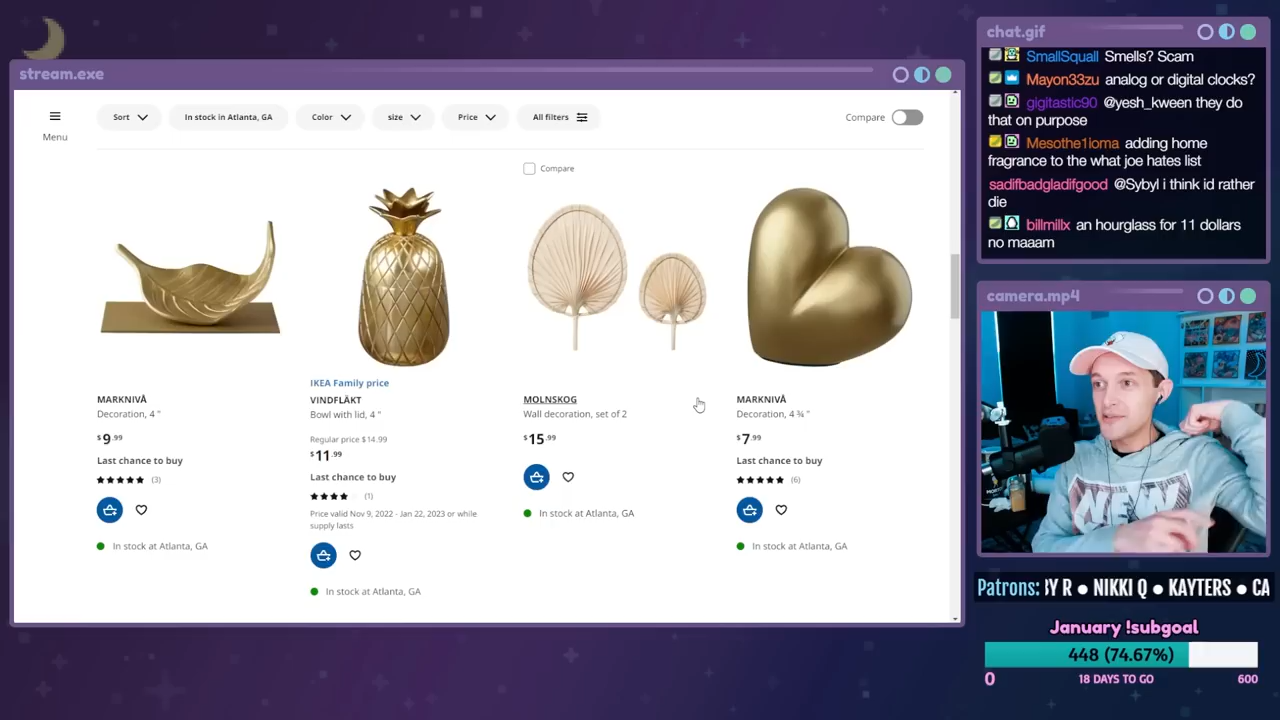 stream.exe
Menu
Sort
In stock in Atlanta, GA
Color
size
Price
All filters
Compare
Compare
MARKNIVÅ
Decoration, 4 "
$9.99
Last chance to buy
(3)
In stock at Atlanta, GA
IKEA Family price
VINDFLÄKT
Bowl with lid, 4 "
Regular price $14.99
$11.99
Last chance to buy
(1)
Price valid Nov 9, 2022 - Jan 22, 2023 or while
supply lasts
In stock at Atlanta, GA
MOLNSKOG
Wall decoration, set of 2
$15.99
In stock at Atlanta, GA
MARKNIVÅ
Decoration, 4 ¾ "
$7.99
Last chance to buy
(6)
In stock at Atlanta, GA
chat.gif
SmallSquall Smells? Scam
Mayon33zu analog or digital clocks?
gigitastic90 @yesh_kween they do
that on purpose
Mesothe1ioma adding home
fragrance to the what joe hates list
sadifbadgladifgood @Sybyl i think id rather
die
billmillx an hourglass for 11 dollars
no maaam
camera.mp4
NEW
Patrons: BY R ● NIKKI Q ● KAYTERS ● CA
January !subgoal
448 (74.67%)
0
18 DAYS TO GO
600